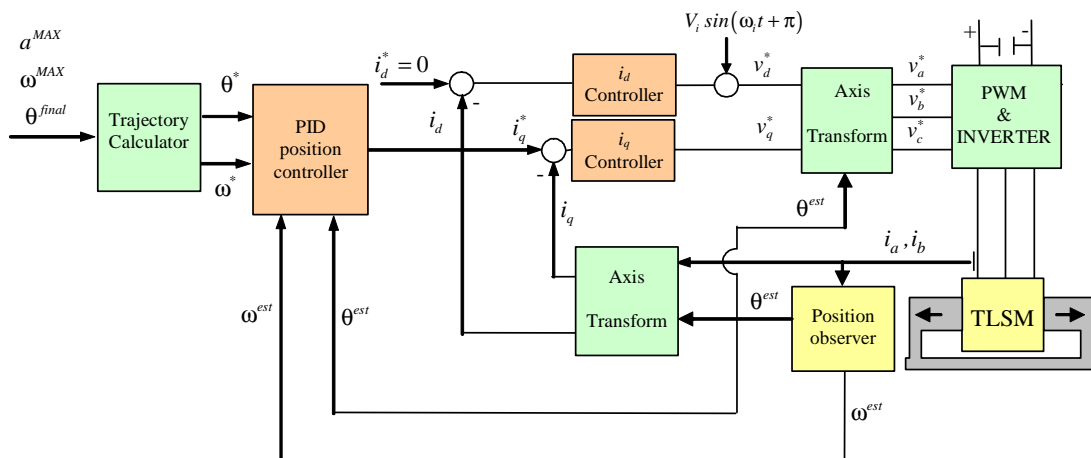 a^{MAX}
ω^{MAX}
θ^{final}
Trajectory
Calculator
θ^*
ω^*
PID
position
controller
i_d^* = 0
-
i_d
i_q^*
-
i_q
i_d
Controller
i_q
Controller
V_i sin(ω_i t + π)
v_d^*
v_q^*
Axis
Transform
v_a^*
v_b^*
v_c^*
+ -
PWM
&
INVERTER
θ^{est}
i_a , i_b
Axis
Transform
θ^{est}
Position
observer
TLSM
ω^{est}
θ^{est}
ω^{est}